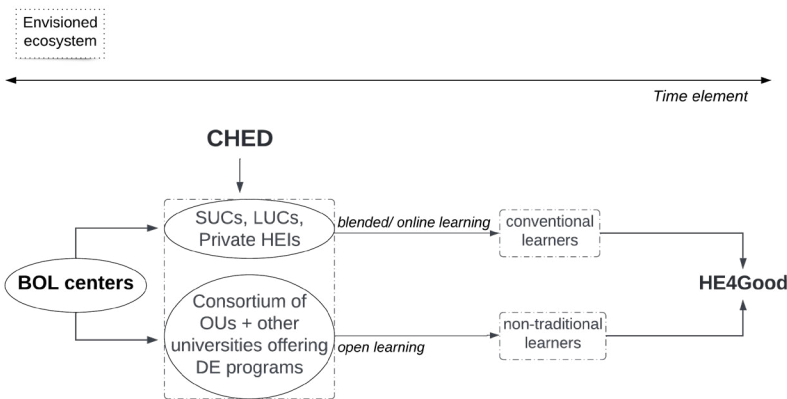 Envisioned
ecosystem
Time element
CHED
SUCs, LUCs,
Private HEIs
blended/ online learning
conventional
learners
BOL centers
HE4Good
Consortium of
OUs + other
universities offering
DE programs
open learning
non-traditional
learners